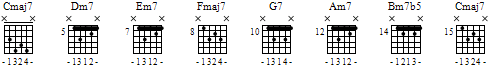 Cmaj7 Dm7 Em7 Fmaj7 G7 Am7 Bm7b5 Cmaj7
× × × × × × × × × × × × × × × ×
5 7 8 10 12 14 15
-1324- -1312- -1312- -1324- -1314- -1312- -1213- -1324-